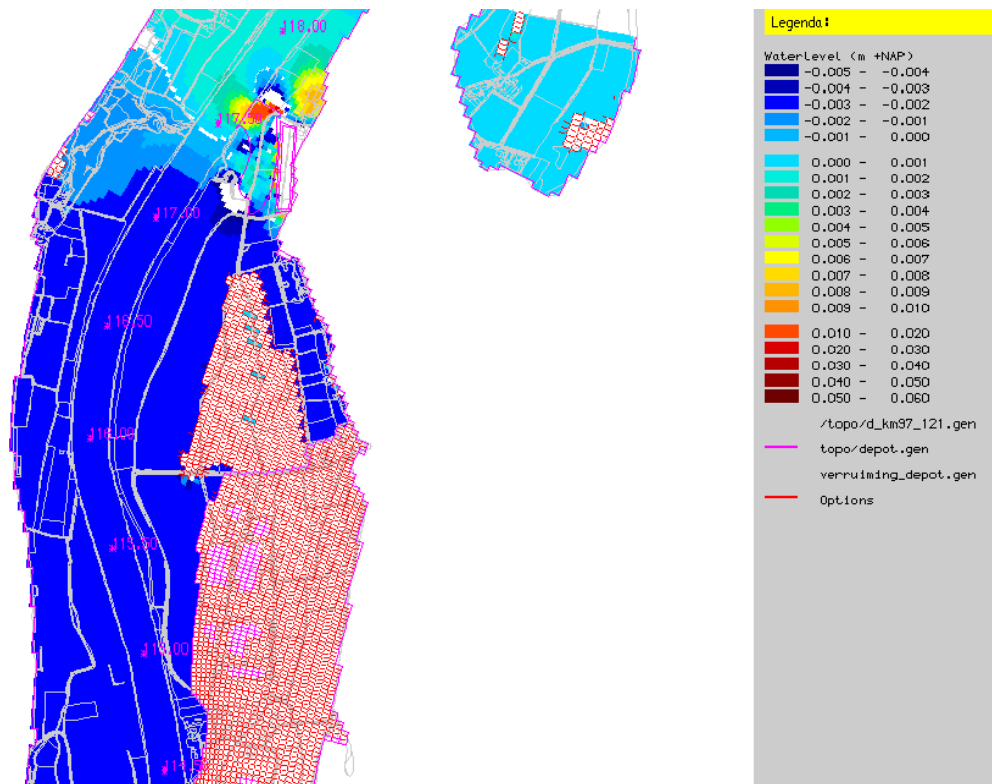 118.00
117.50
117.00
116.50
116.00
115.50
Legenda:
WaterLevel (m +NAP)
-0.005 - -0.004
-0.004 - -0.003
-0.003 - -0.002
-0.002 - -0.001
-0.001 - 0.000
0.000 - 0.001
0.001 - 0.002
0.002 - 0.003
0.003 - 0.004
0.004 - 0.005
0.005 - 0.006
0.006 - 0.007
0.007 - 0.008
0.008 - 0.009
0.009 - 0.010
0.010 - 0.020
0.020 - 0.030
0.030 - 0.040
0.040 - 0.050
0.050 - 0.060
/topo/d_km97_121.gen
topo/depot.gen
verruiming_depot.gen
Options